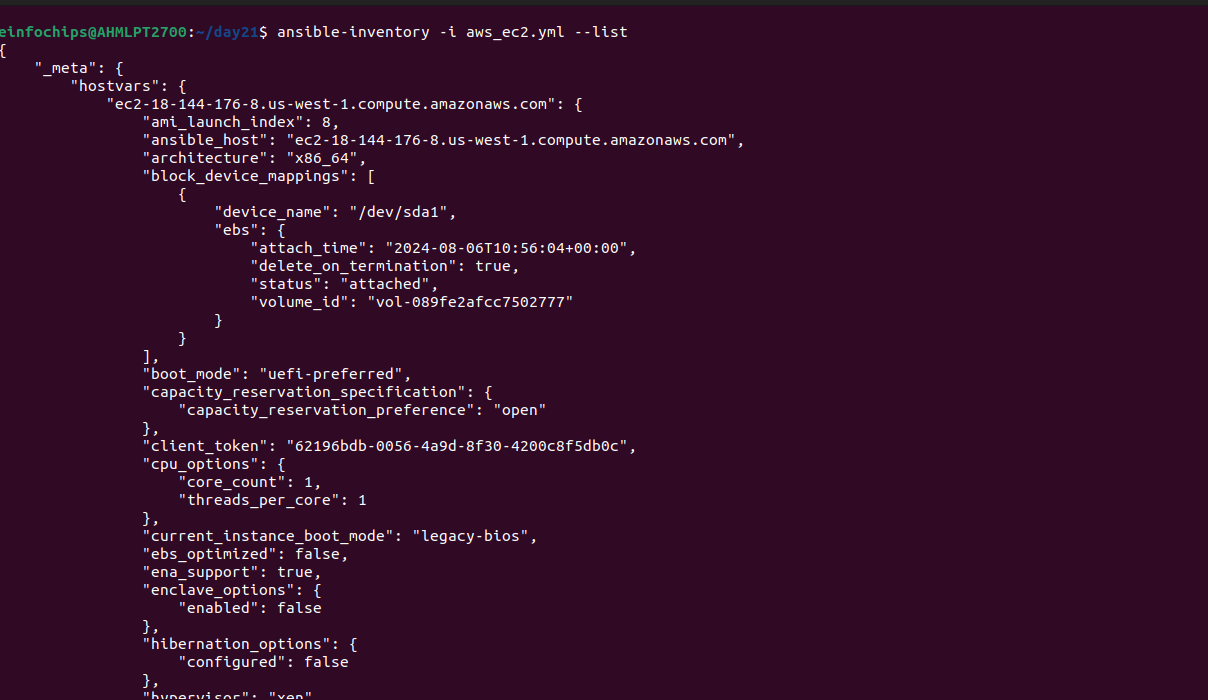 einfochips@AHMLPT2700:~/day21$ ansible-inventory -i aws_ec2.yml --list
{
    "_meta": {
        "hostvars": {
            "ec2-18-144-176-8.us-west-1.compute.amazonaws.com": {
                "ami_launch_index": 8,
                "ansible_host": "ec2-18-144-176-8.us-west-1.compute.amazonaws.com",
                "architecture": "x86_64",
                "block_device_mappings": [
                    {
                        "device_name": "/dev/sda1",
                        "ebs": {
                            "attach_time": "2024-08-06T10:56:04+00:00",
                            "delete_on_termination": true,
                            "status": "attached",
                            "volume_id": "vol-089fe2afcc7502777"
                        }
                    }
                ],
                "boot_mode": "uefi-preferred",
                "capacity_reservation_specification": {
                    "capacity_reservation_preference": "open"
                },
                "client_token": "62196bdb-0056-4a9d-8f30-4200c8f5db0c",
                "cpu_options": {
                    "core_count": 1,
                    "threads_per_core": 1
                },
                "current_instance_boot_mode": "legacy-bios",
                "ebs_optimized": false,
                "ena_support": true,
                "enclave_options": {
                    "enabled": false
                },
                "hibernation_options": {
                    "configured": false
                },
                "hypervisor": "xen"